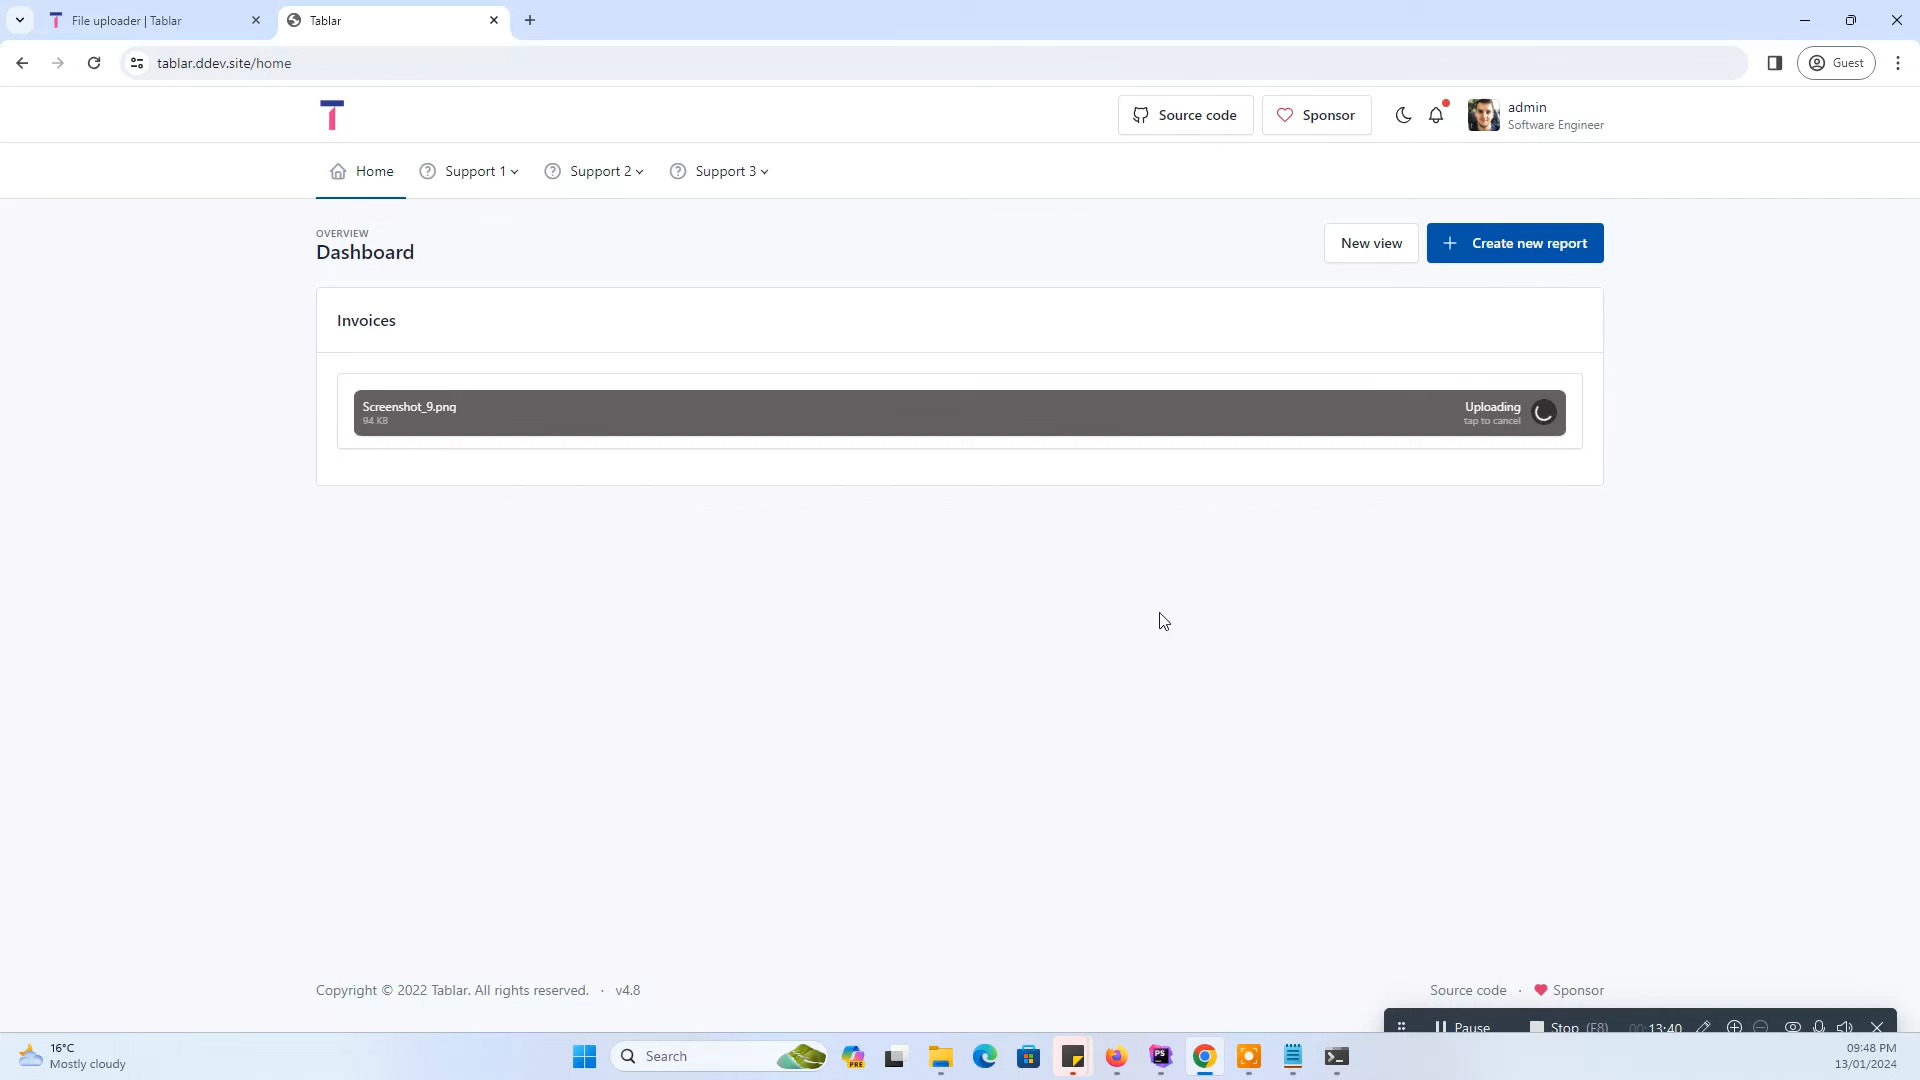 File uploader | Tablar
Tablar
tablar.ddev.site/home
Guest
Source code
Sponsor
admin
Software Engineer
Home
Support 1
Support 2
Support 3
OVERVIEW
Dashboard
New view
Create new report
Invoices
Screenshot_9.png
94 KB
Uploading
tap to cancel
Copyright © 2022 Tablar. All rights reserved. · v4.8
Source code · Sponsor
Pause
Stop (F8)
00:13:40
16°C
Mostly cloudy
Search
PRE
PS
09:48 PM
13/01/2024